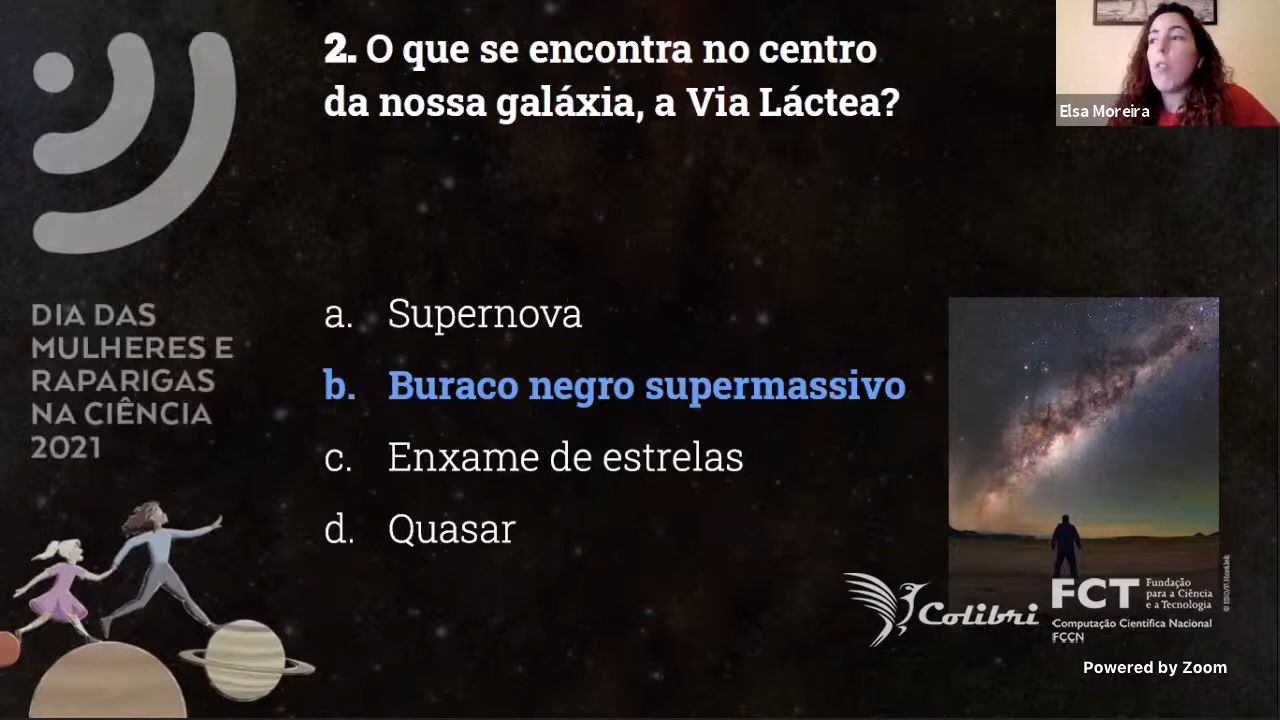 2. O que se encontra no centro
da nossa galáxia, a Via Láctea?
Elsa Moreira
a. Supernova
b. Buraco negro supermassivo
c. Enxame de estrelas
d. Quasar
DIA DAS
MULHERES E
RAPARIGAS
NA CIÊNCIA
2021
Colibri
FCT Fundação
para a Ciência
e a Tecnologia
Computação Científica Nacional
FCCN
© ESO/P. Horálek
Powered by Zoom